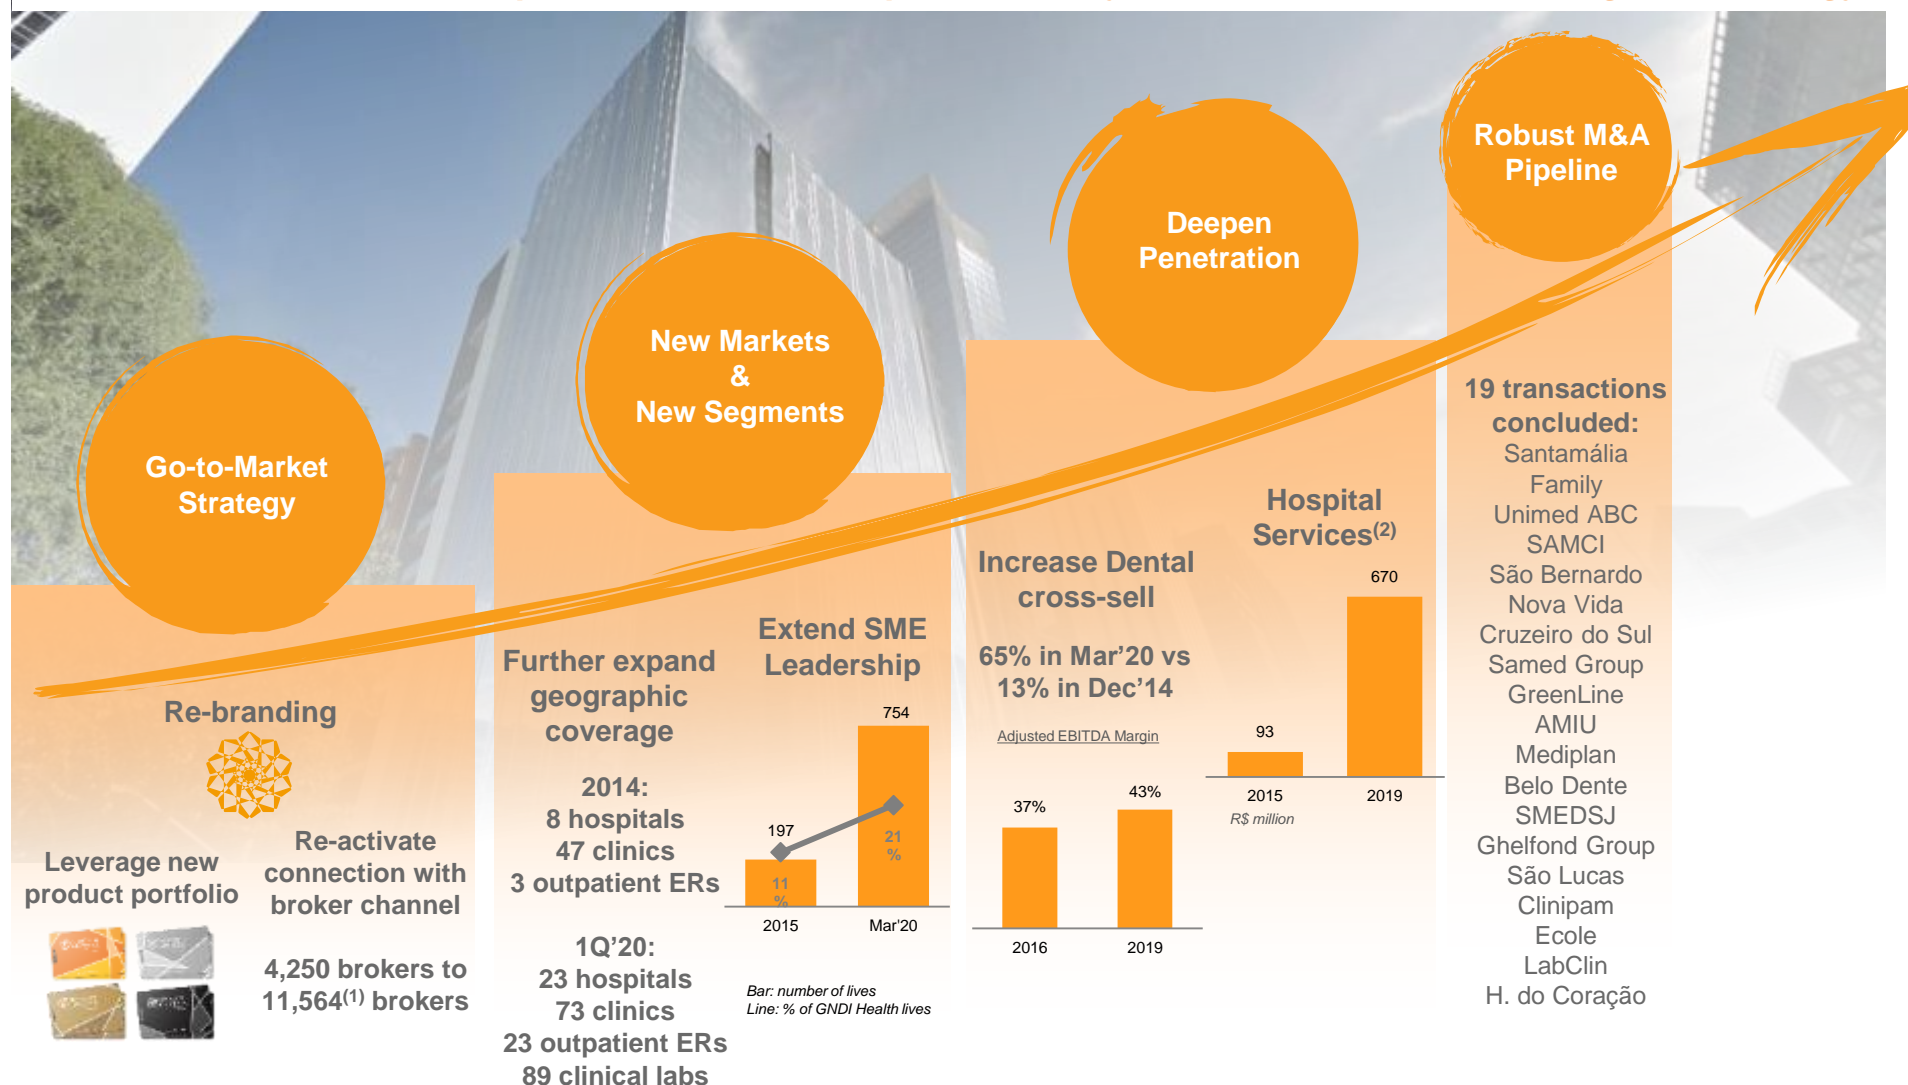 Go-to-Market
Strategy
Re-branding
Leverage new
product portfolio
Re-activate
connection with
broker channel
4,250 brokers to
11,564(1) brokers
New Markets
&
New Segments
Further expand
geographic
coverage
2014:
8 hospitals
47 clinics
3 outpatient ERs
1Q'20:
23 hospitals
73 clinics
23 outpatient ERs
89 clinical labs
Extend SME
Leadership
754
197
21
%
11
%
2015
Mar'20
Bar: number of lives
Line: % of GNDI Health lives
Deepen
Penetration
Increase Dental
cross-sell
65% in Mar'20 vs
13% in Dec'14
Adjusted EBITDA Margin
37%
43%
2016
2019
Hospital
Services(2)
670
93
2015
2019
R$ million
Robust M&A
Pipeline
19 transactions
concluded:
Santamália
Family
Unimed ABC
SAMCI
São Bernardo
Nova Vida
Cruzeiro do Sul
Samed Group
GreenLine
AMIU
Mediplan
Belo Dente
SMEDSJ
Ghelfond Group
São Lucas
Clinipam
Ecole
LabClin
H. do Coração